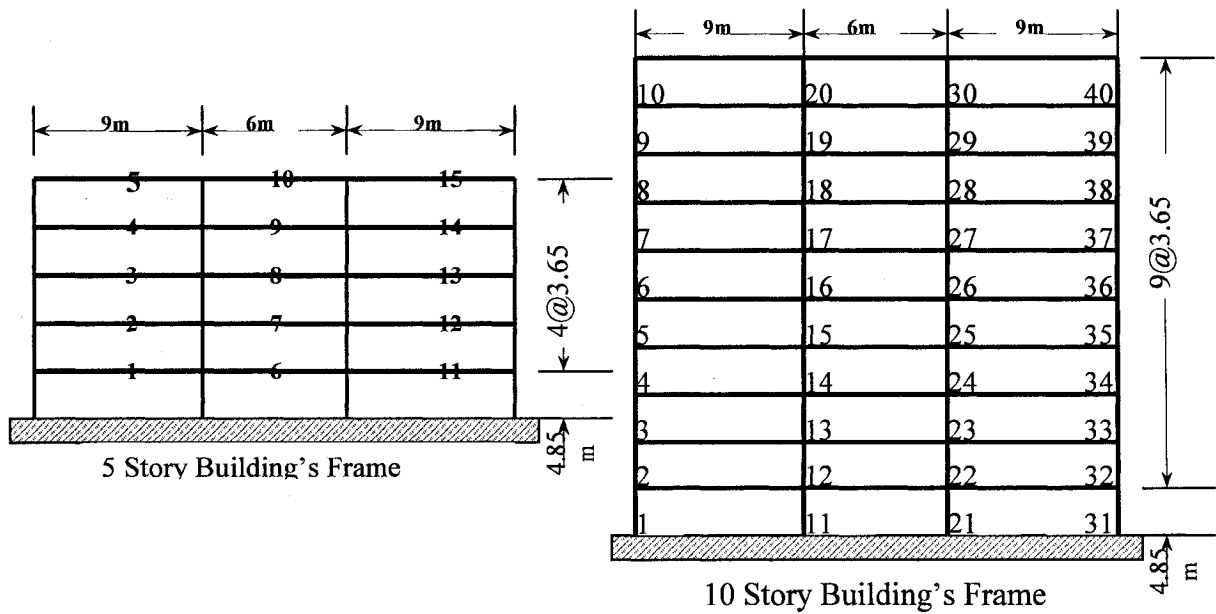 9m 6m 9m
5 10 15
4 9 14
3 8 13
2 7 12
1 6 11
4@3.65
4.85
m
5 Story Building's Frame
9m 6m 9m
10 20 30 40
9 19 29 39
8 18 28 38
7 17 27 37
6 16 26 36
5 15 25 35
4 14 24 34
3 13 23 33
2 12 22 32
1 11 21 31
9@3.65
4.85
m
10 Story Building's Frame